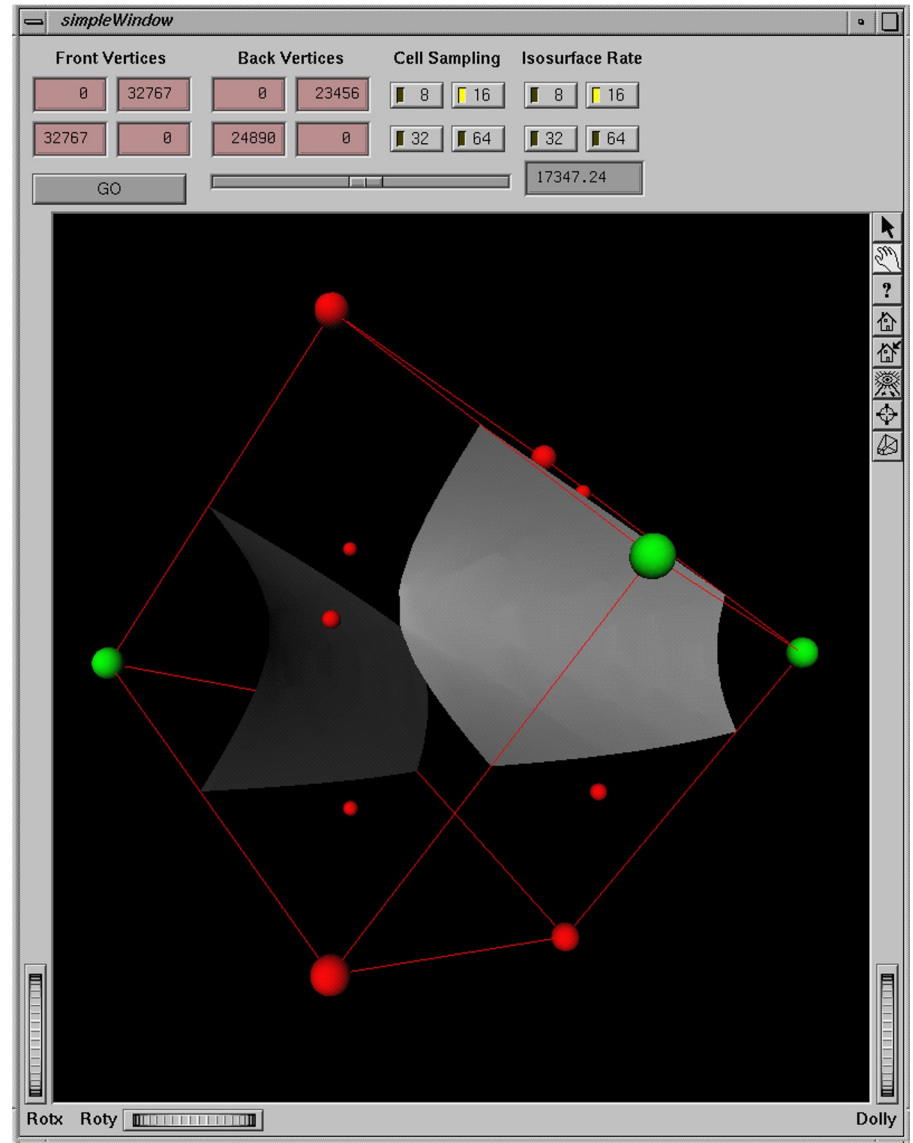 simpleWindow
Front Vertices Back Vertices Cell Sampling Isosurface Rate
0 32767 0 23456 8 16 8 16
32767 0 24890 0 32 64 32 64
GO 17347.24
?
Rotx Roty Dolly